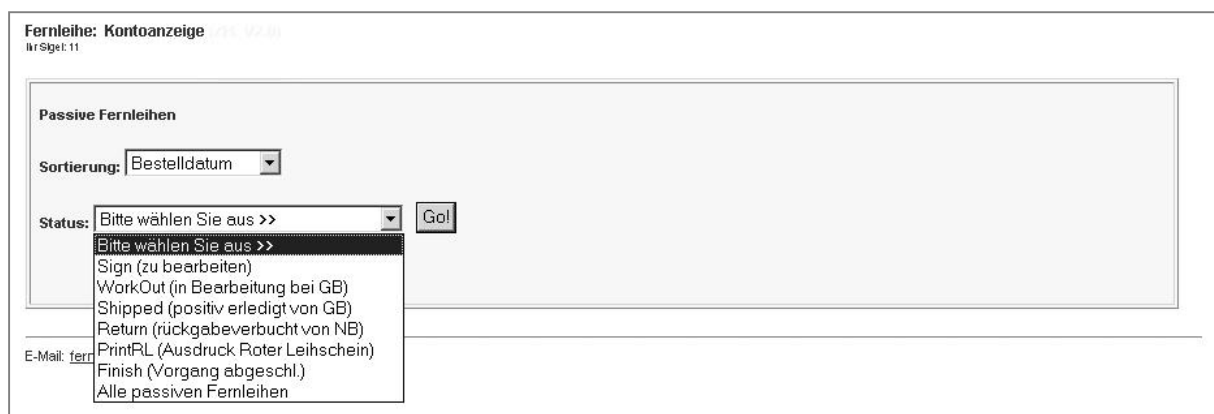 Fernleihe: Kontoanzeige
Ihr Sigel: 11
Passive Fernleihen
Sortierung: Bestelldatum
Status: Bitte wählen Sie aus >> Go!
Bitte wählen Sie aus >>
Sign (zu bearbeiten)
WorkOut (in Bearbeitung bei GB)
Shipped (positiv erledigt von GB)
Return (rückgabeverbucht von NB)
PrintRL (Ausdruck Roter Leihschein)
Finish (Vorgang abgeschl.)
Alle passiven Fernleihen
E-Mail: fern